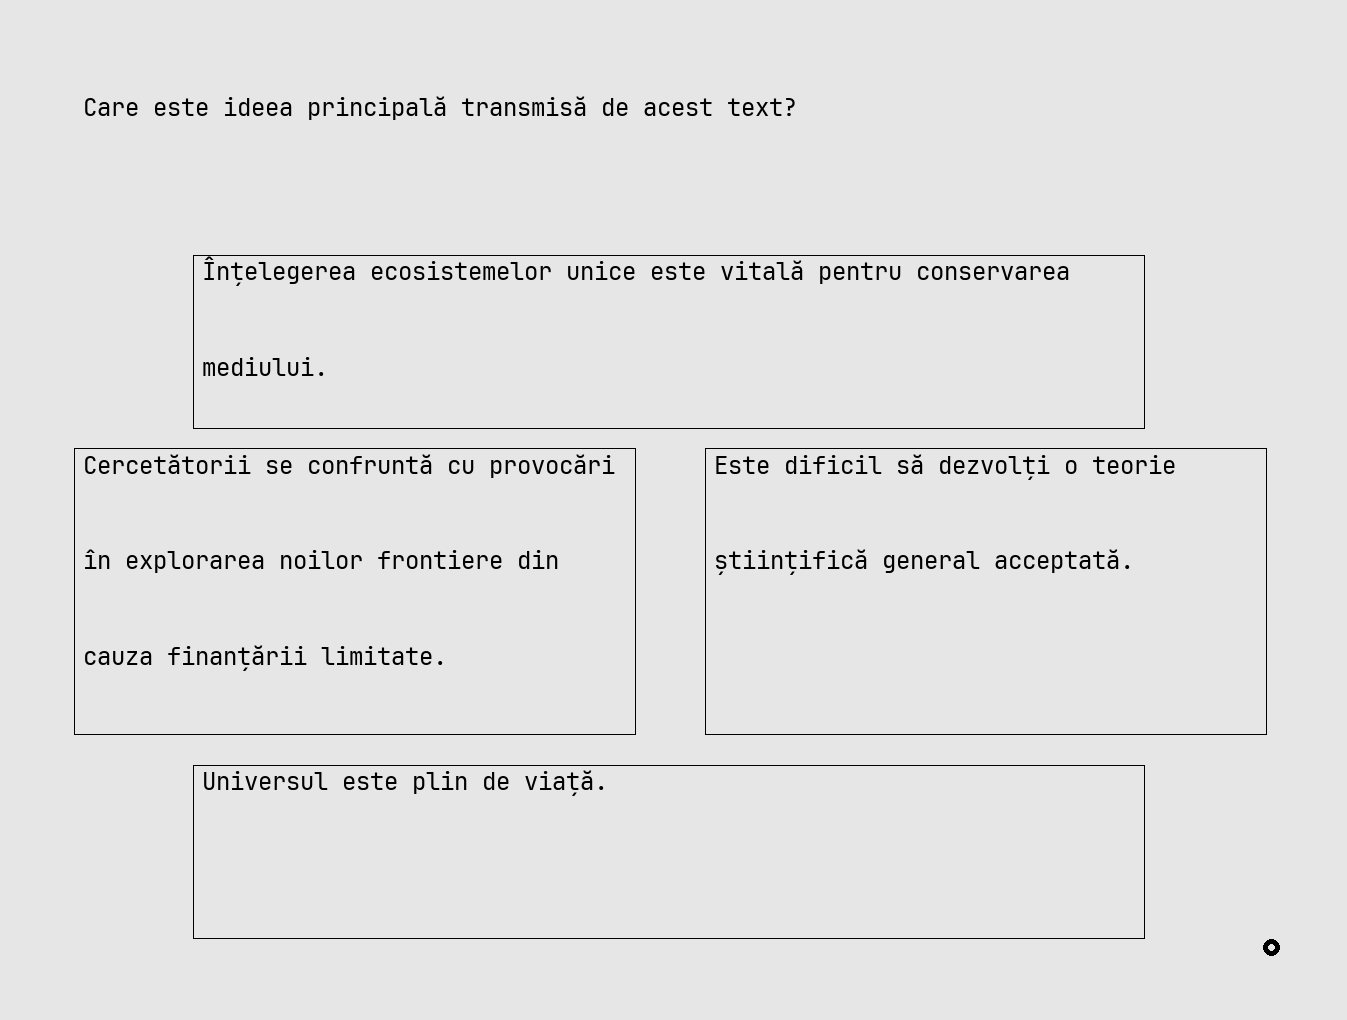 Care este ideea principală transmisă de acest text?
Înțelegerea ecosistemelor unice este vitală pentru conservarea
mediului.
Cercetătorii se confruntă cu provocări
în explorarea noilor frontiere din
cauza finanțării limitate.
Este dificil să dezvolți o teorie
științifică general acceptată.
Universul este plin de viață.